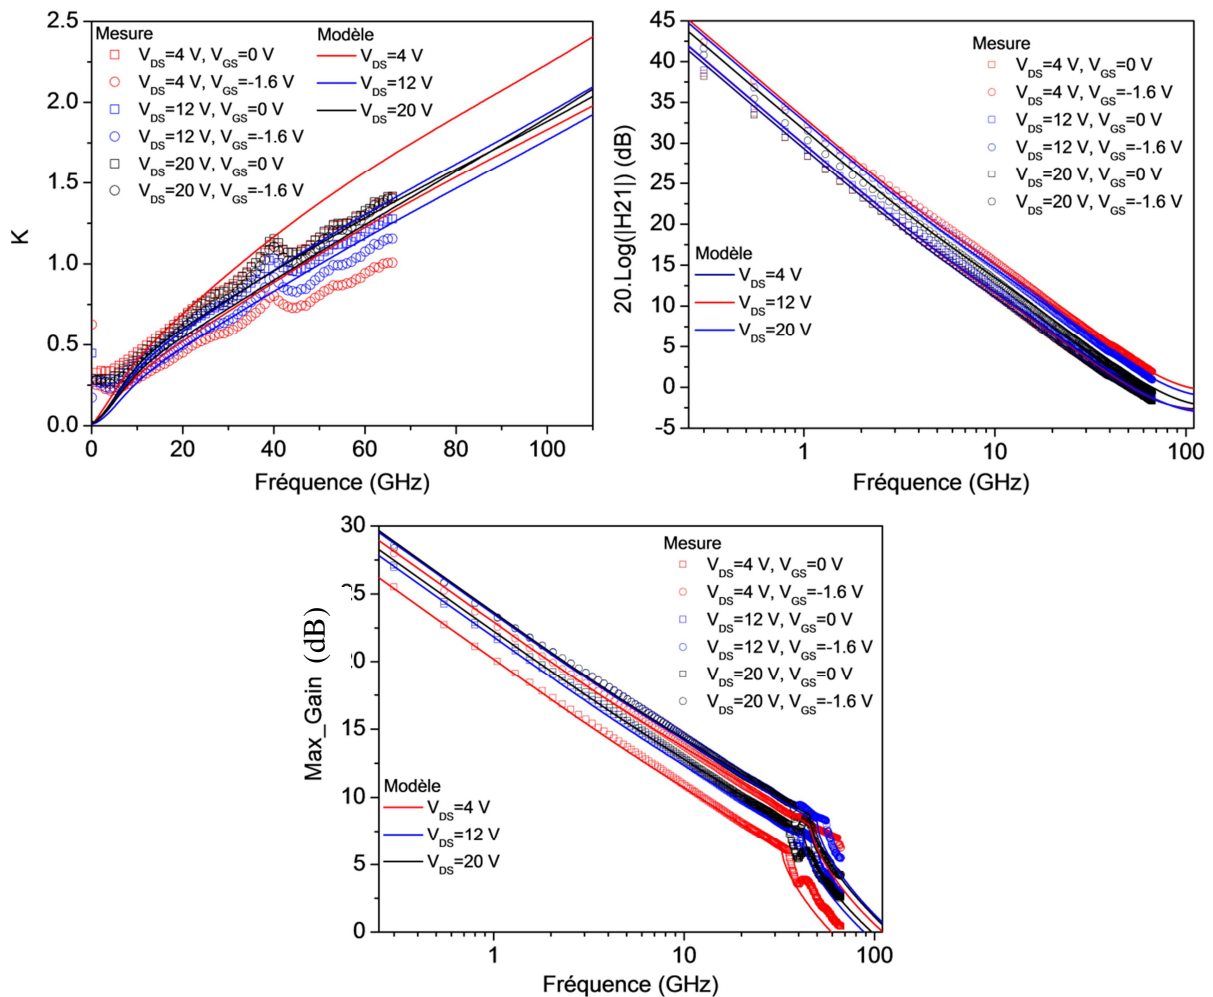 2.5
2.0
1.5
1.0
0.5
0.0
K
0
20
40
60
80
100
Fréquence (GHz)
Mesure
VDS=4 V, VGS=0 V
VDS=4 V, VGS=-1.6 V
VDS=12 V, VGS=0 V
VDS=12 V, VGS=-1.6 V
VDS=20 V, VGS=0 V
VDS=20 V, VGS=-1.6 V
Modèle
VDS=4 V
VDS=12 V
VDS=20 V
45
40
35
30
25
20
15
10
5
0
-5
20.Log(|H21|) (dB)
1
10
100
Fréquence (GHz)
Mesure
VDS=4 V, VGS=0 V
VDS=4 V, VGS=-1.6 V
VDS=12 V, VGS=0 V
VDS=12 V, VGS=-1.6 V
VDS=20 V, VGS=0 V
VDS=20 V, VGS=-1.6 V
Modèle
VDS=4 V
VDS=12 V
VDS=20 V
30
25
20
15
10
5
0
Max_Gain (dB)
1
10
100
Fréquence (GHz)
Mesure
VDS=4 V, VGS=0 V
VDS=4 V, VGS=-1.6 V
VDS=12 V, VGS=0 V
VDS=12 V, VGS=-1.6 V
VDS=20 V, VGS=0 V
VDS=20 V, VGS=-1.6 V
Modèle
VDS=4 V
VDS=12 V
VDS=20 V